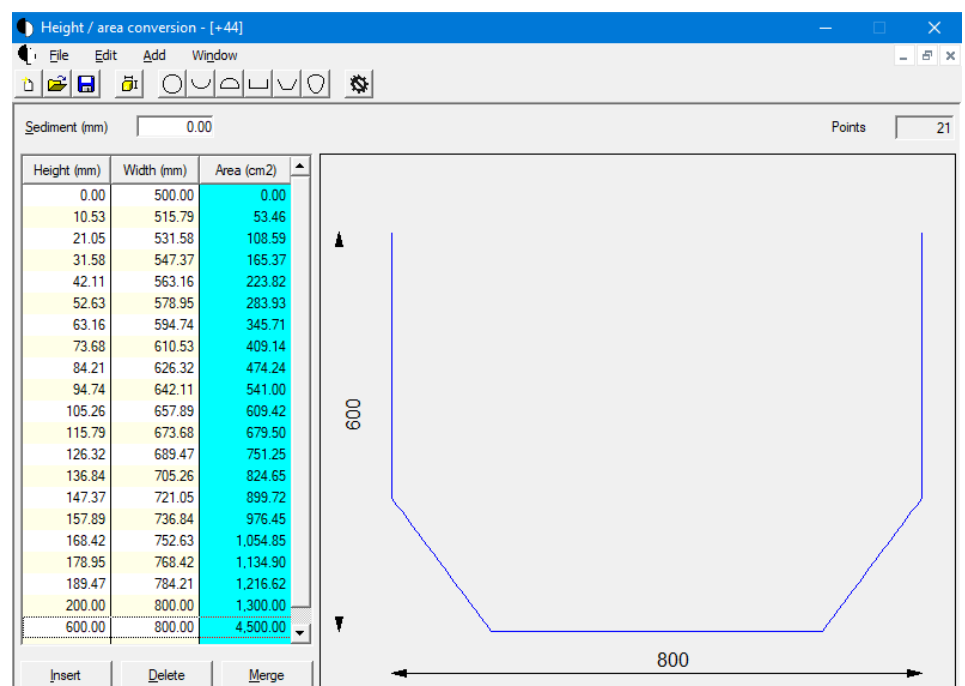 Height / area conversion - [+44]
File Edit Add Window
Sediment (mm) 0.00 Points 21
Height (mm) Width (mm) Area (cm2)
0.00 500.00 0.00
10.53 515.79 53.46
21.05 531.58 108.59
31.58 547.37 165.37
42.11 563.16 223.82
52.63 578.95 283.93
63.16 594.74 345.71
73.68 610.53 409.14
84.21 626.32 474.24
94.74 642.11 541.00
105.26 657.89 609.42
115.79 673.68 679.50
126.32 689.47 751.25
136.84 705.26 824.65
147.37 721.05 899.72
157.89 736.84 976.45
168.42 752.63 1,054.85
178.95 768.42 1,134.90
189.47 784.21 1,216.62
200.00 800.00 1,300.00
600.00 800.00 4,500.00
Insert Delete Merge
600
800